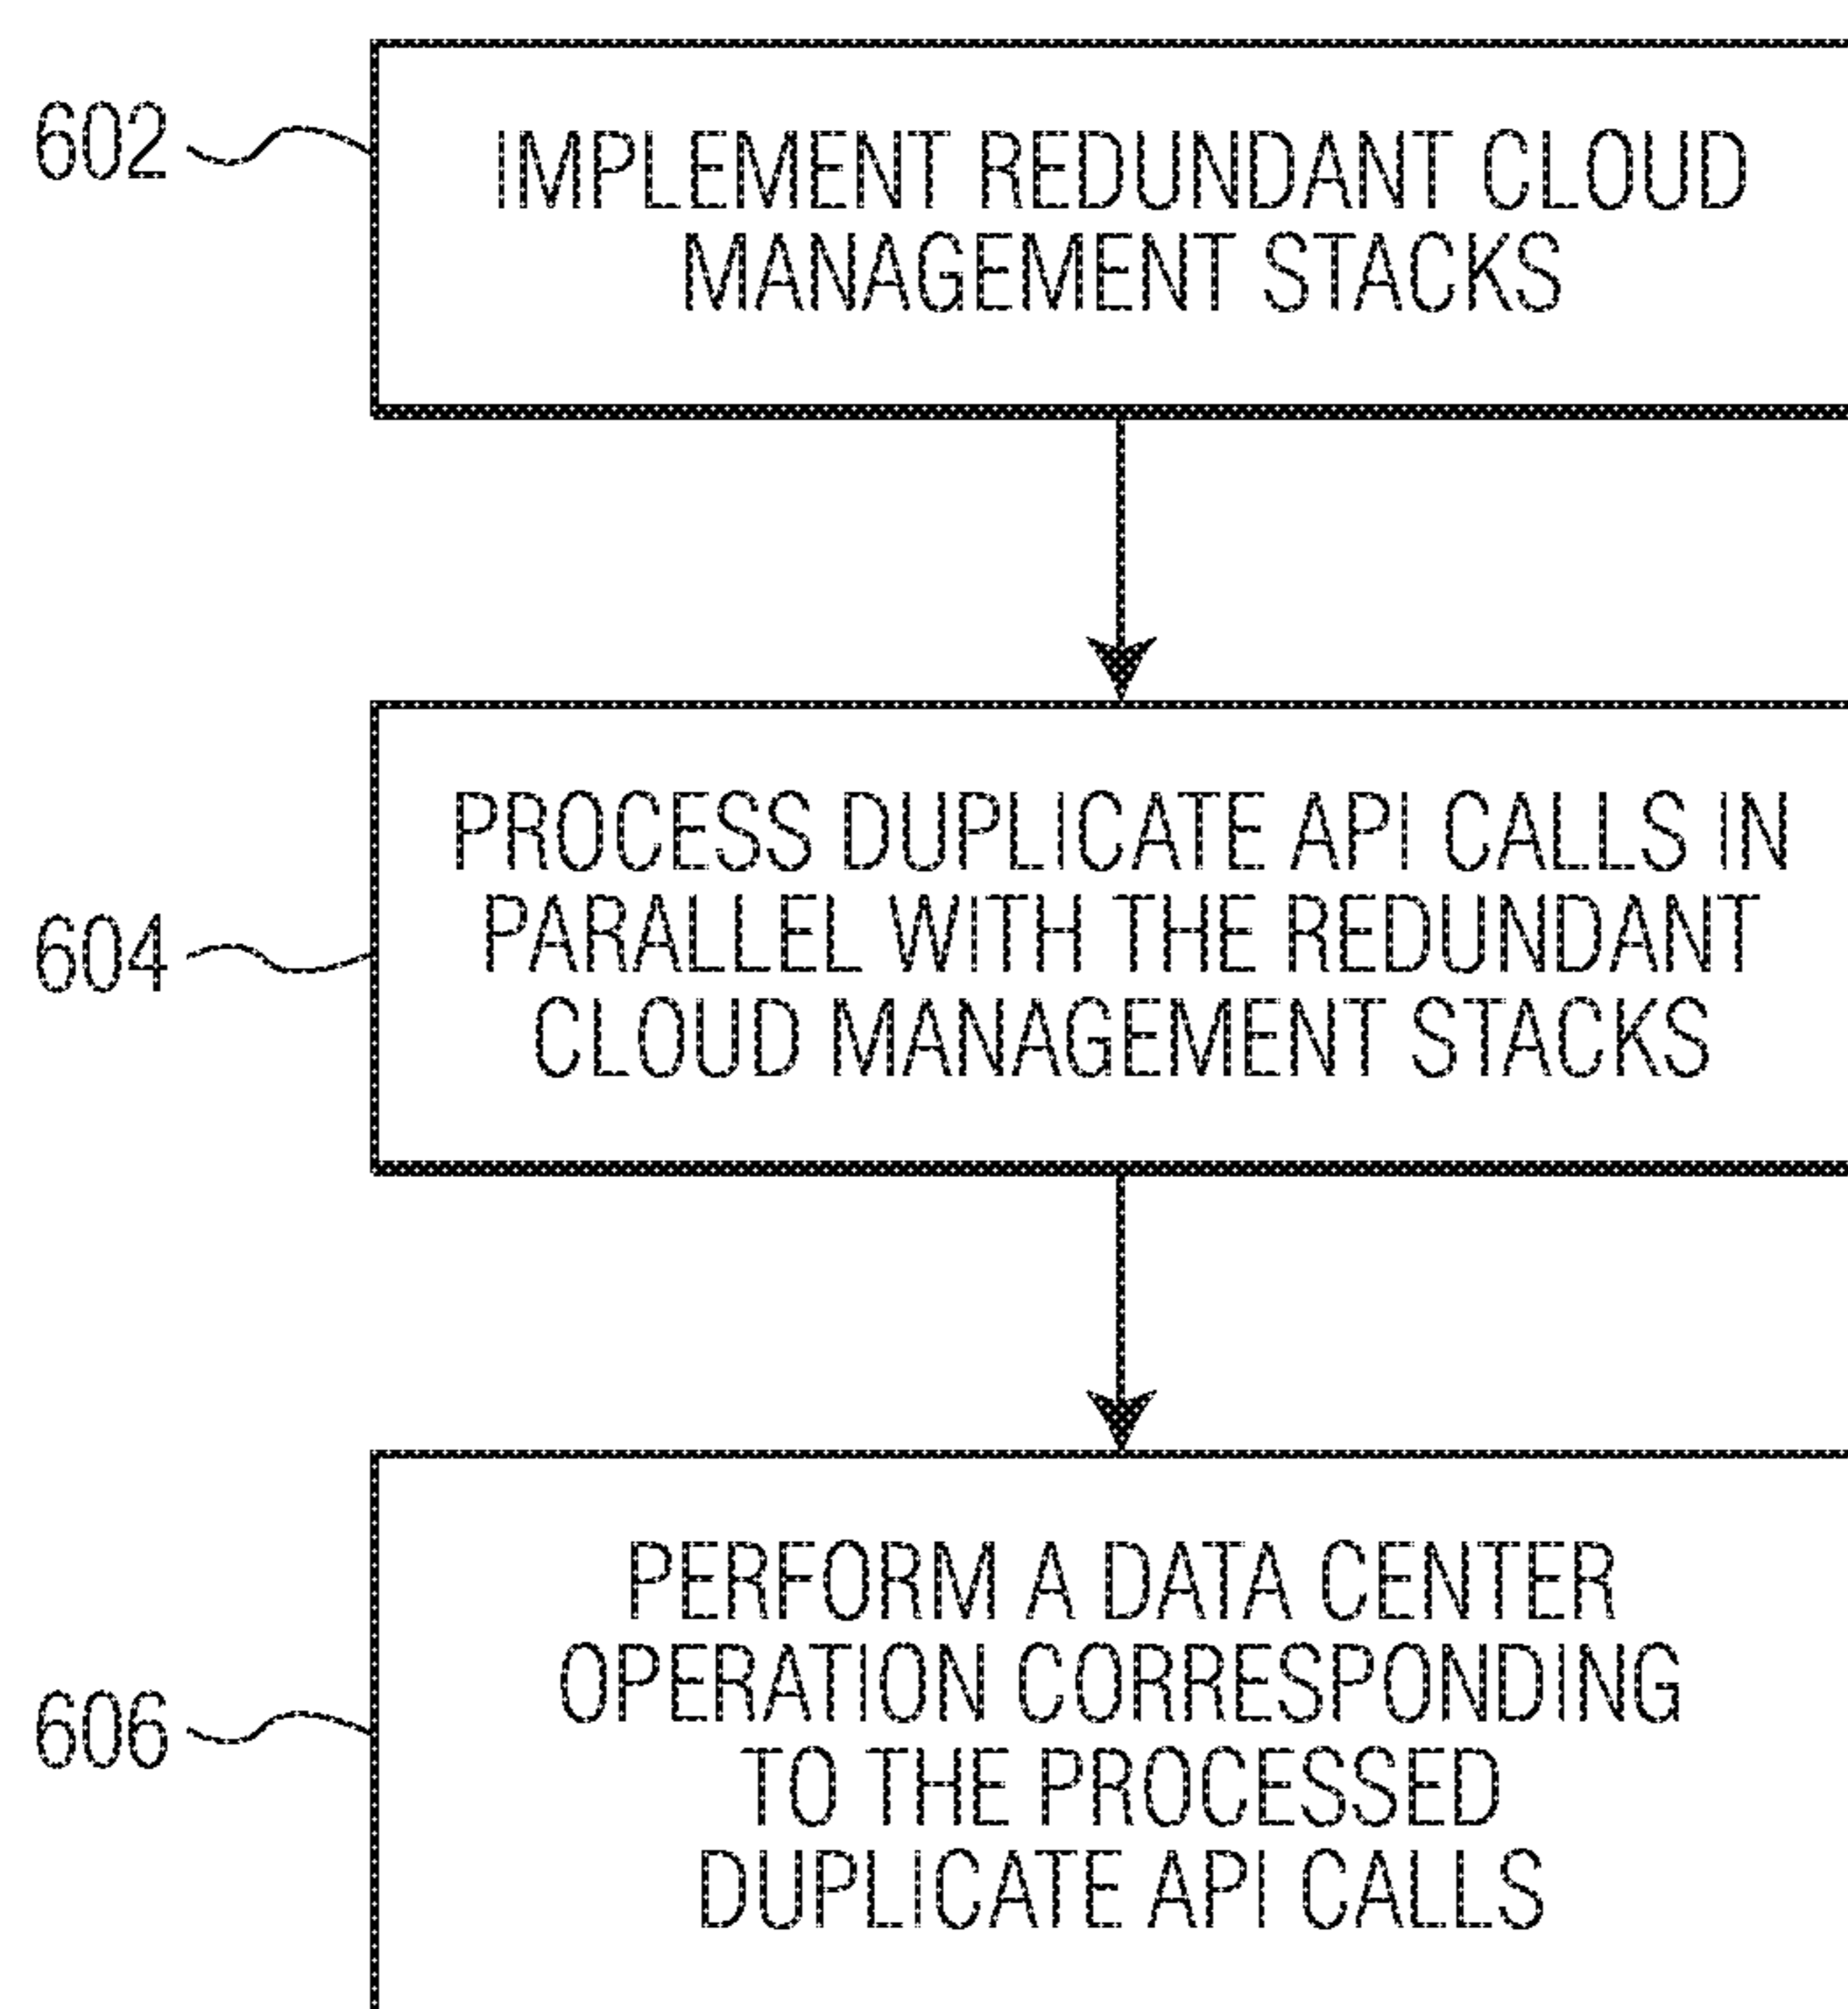 602
IMPLEMENT REDUNDANT CLOUD
MANAGEMENT STACKS
604
PROCESS DUPLICATE API CALLS IN
PARALLEL WITH THE REDUNDANT
CLOUD MANAGEMENT STACKS
606
PERFORM A DATA CENTER
OPERATION CORRESPONDING
TO THE PROCESSED
DUPLICATE API CALLS